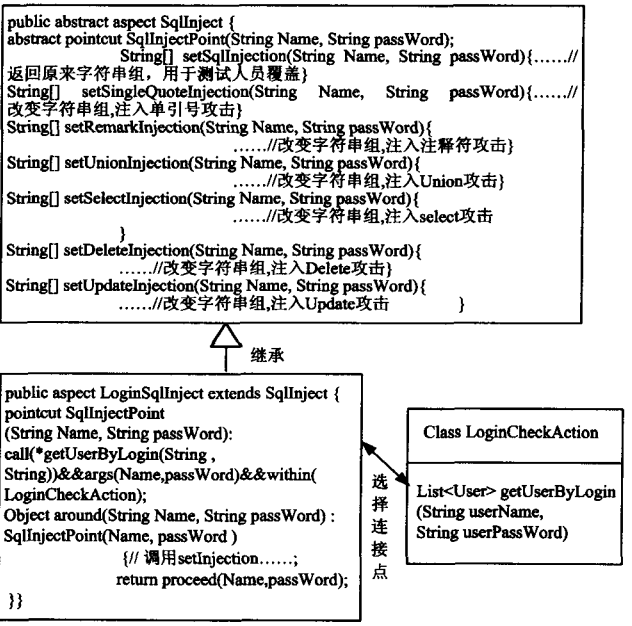 public abstract aspect SqlInject {
abstract pointcut SqlInjectPoint(String Name, String passWord);
String[] setSqlInjection(String Name, String passWord){……//
返回原来字符串组，用于测试人员覆盖}
String[] setSingleQuoteInjection(String Name, String passWord){……//
改变字符串组,注入单引号攻击}
String[] setRemarkInjection(String Name, String passWord){
……//改变字符串组,注入注释符攻击}
String[] setUnionInjection(String Name, String passWord){
……//改变字符串组,注入Union攻击}
String[] setSelectInjection(String Name, String passWord){
……//改变字符串组,注入select攻击
}
String[] setDeleteInjection(String Name, String passWord){
……//改变字符串组,注入Delete攻击}
String[] setUpdateInjection(String Name, String passWord){
……//改变字符串组,注入Update攻击 }
继承
public aspect LoginSqlInject extends SqlInject {
pointcut SqlInjectPoint
(String Name, String passWord):
call(*getUserByLogin(String ,
String))&&args(Name,passWord)&&within(
LoginCheckAction);
Object around(String Name, String passWord) :
SqlInjectPoint(Name, passWord )
{// 调用setInjection……;
return proceed(Name,passWord);
}}
选择连接点
Class LoginCheckAction
List<User> getUserByLogin
(String userName,
String userPassWord)